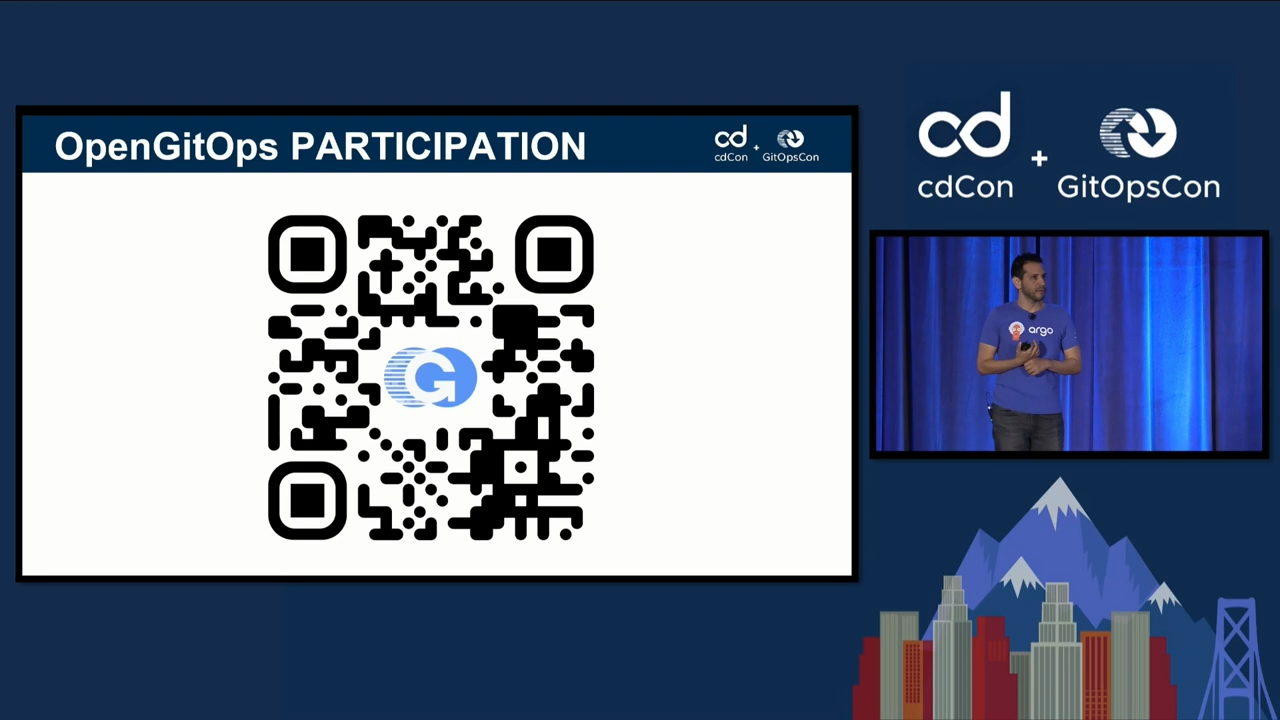 OpenGitOps PARTICIPATION
cd
cdCon
+
GitOpsCon
cd
cdCon
+
GitOpsCon
argo
G